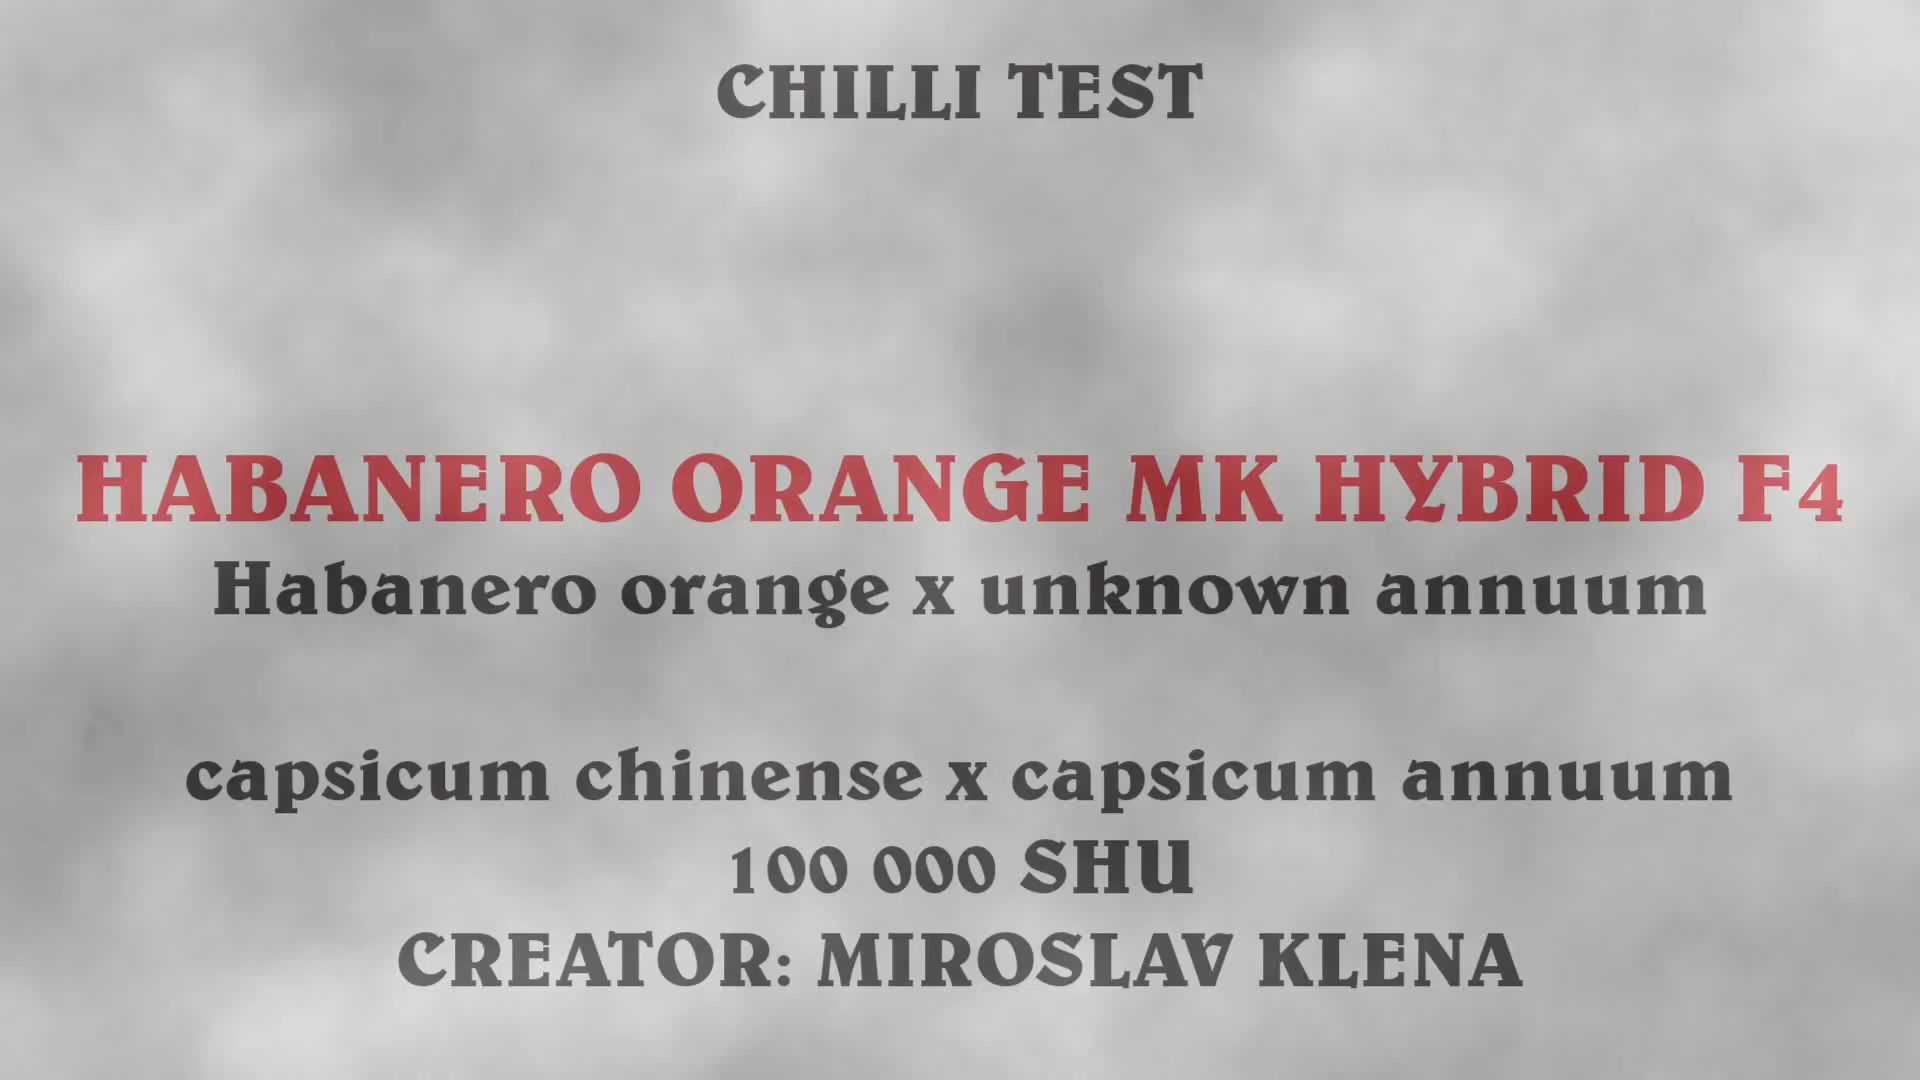 CHILLI TEST
HABANERO ORANGE MK HYBRID F4
Habanero orange x unknown annuum
capsicum chinense x capsicum annuum
100 000 SHU
CREATOR: MIROSLAV KLENA